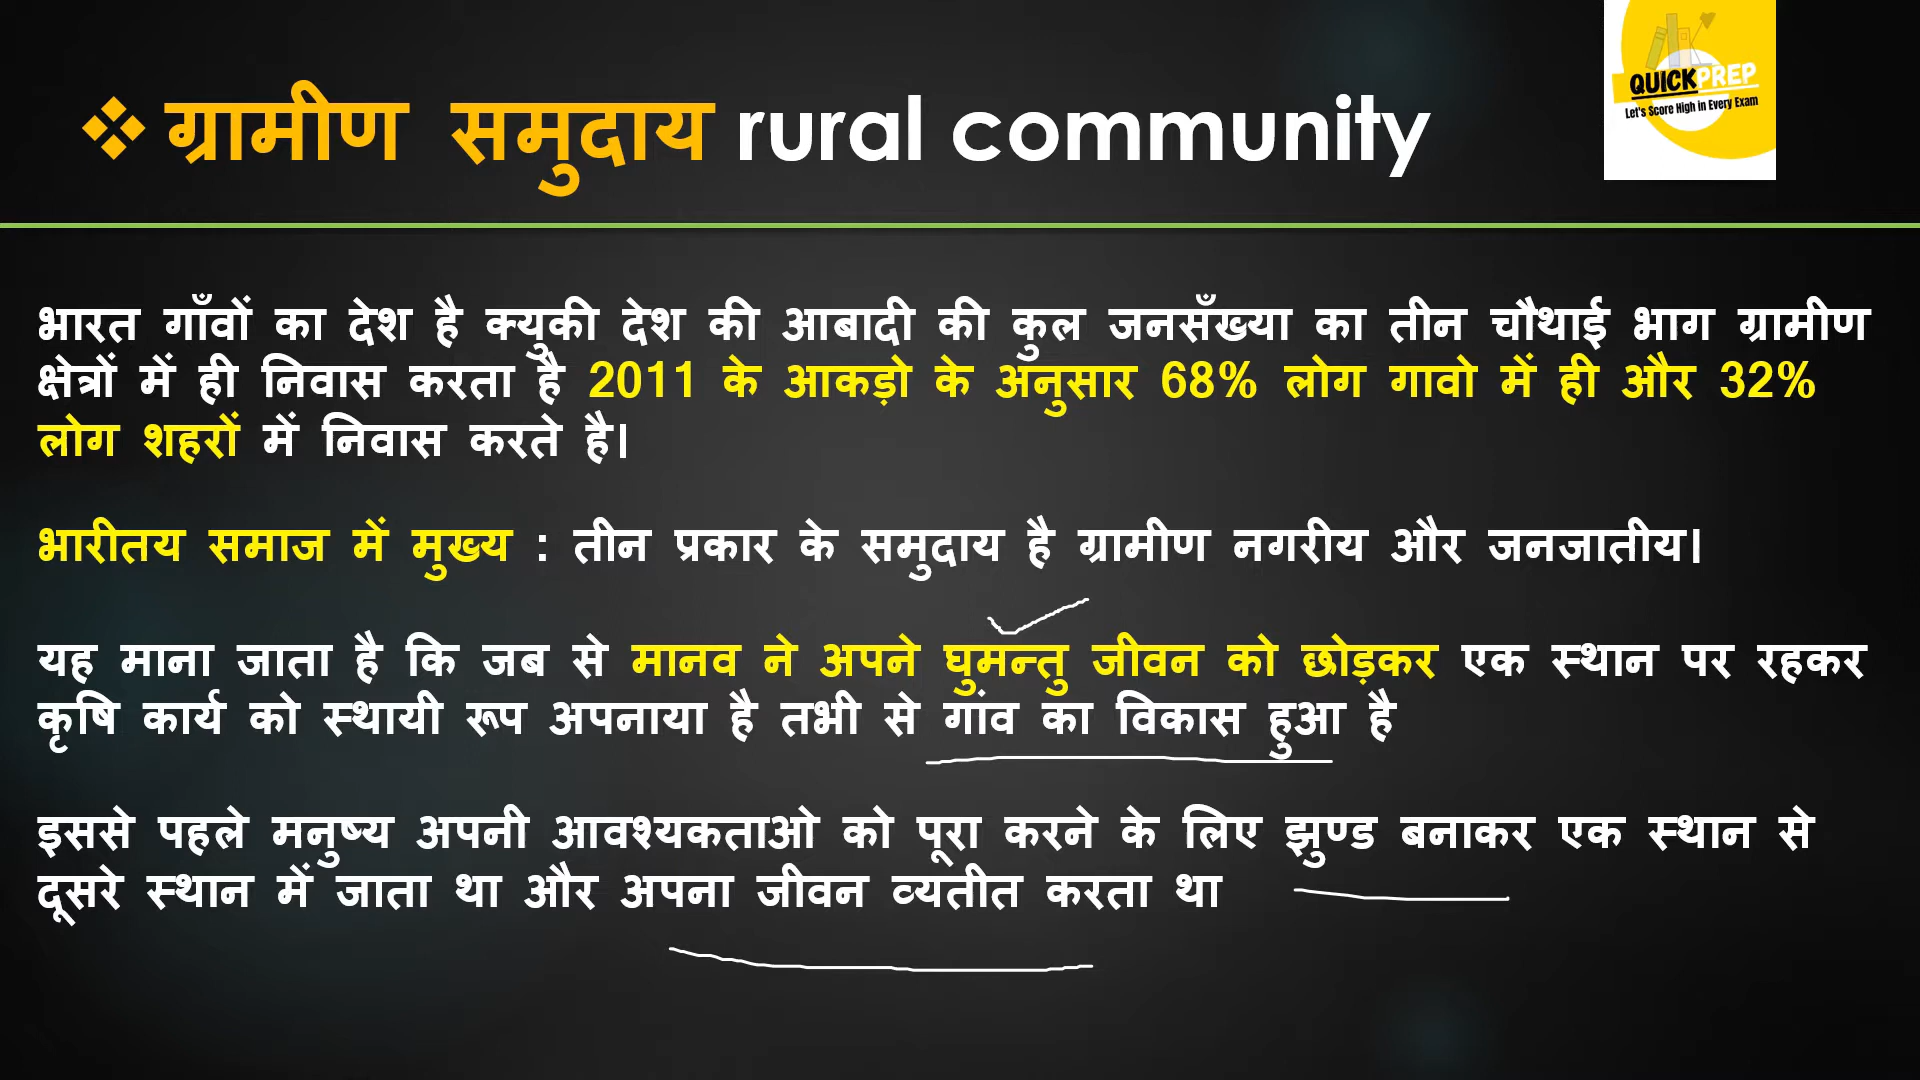 ❖ ग्रामीण समुदाय rural community
QUICKPREP
Let's Score High in Every Exam
भारत गाँवों का देश है क्युकी देश की आबादी की कुल जनसँख्या का तीन चौथाई भाग ग्रामीण
क्षेत्रों में ही निवास करता है 2011 के आकड़ो के अनुसार 68% लोग गावो में ही और 32%
लोग शहरों में निवास करते है।
भारीतय समाज में मुख्य : तीन प्रकार के समुदाय है ग्रामीण नगरीय और जनजातीय।
यह माना जाता है कि जब से मानव ने अपने घुमन्तु जीवन को छोड़कर एक स्थान पर रहकर
कृषि कार्य को स्थायी रूप अपनाया है तभी से गांव का विकास हुआ है
इससे पहले मनुष्य अपनी आवश्यकताओ को पूरा करने के लिए झुण्ड बनाकर एक स्थान से
दूसरे स्थान में जाता था और अपना जीवन व्यतीत करता था